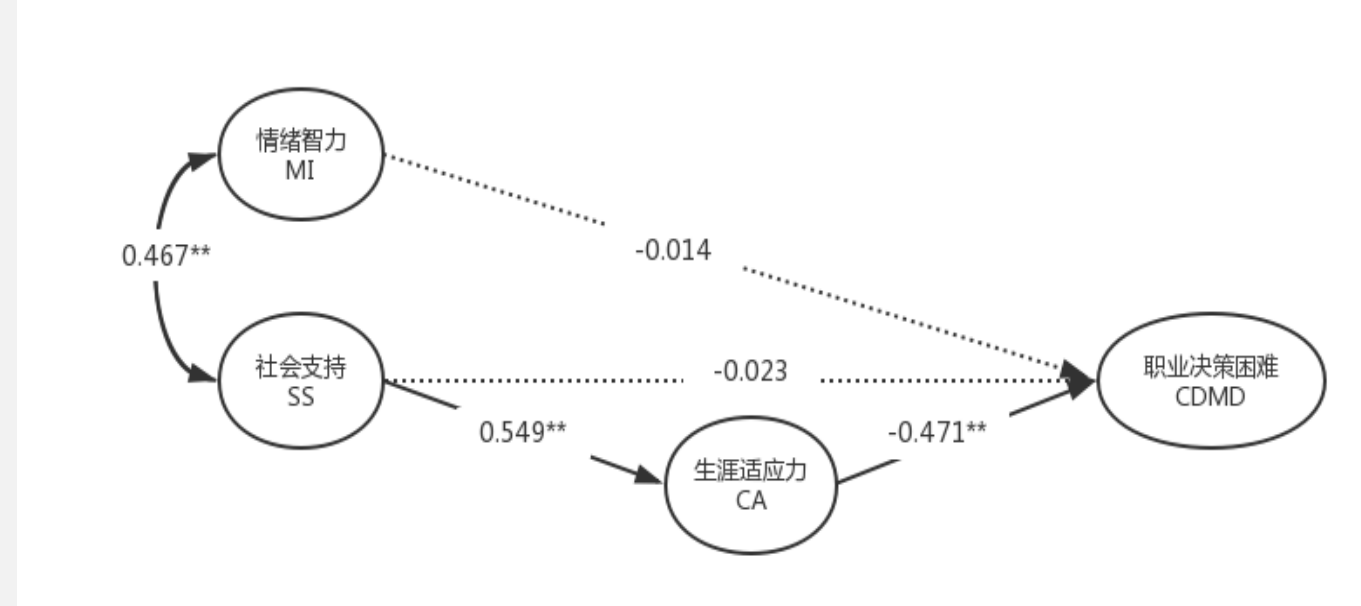 情绪智力
MI
-0.014
0.467**
社会支持
SS
-0.023
职业决策困难
CDMD
0.549**
-0.471**
生涯适应力
CA